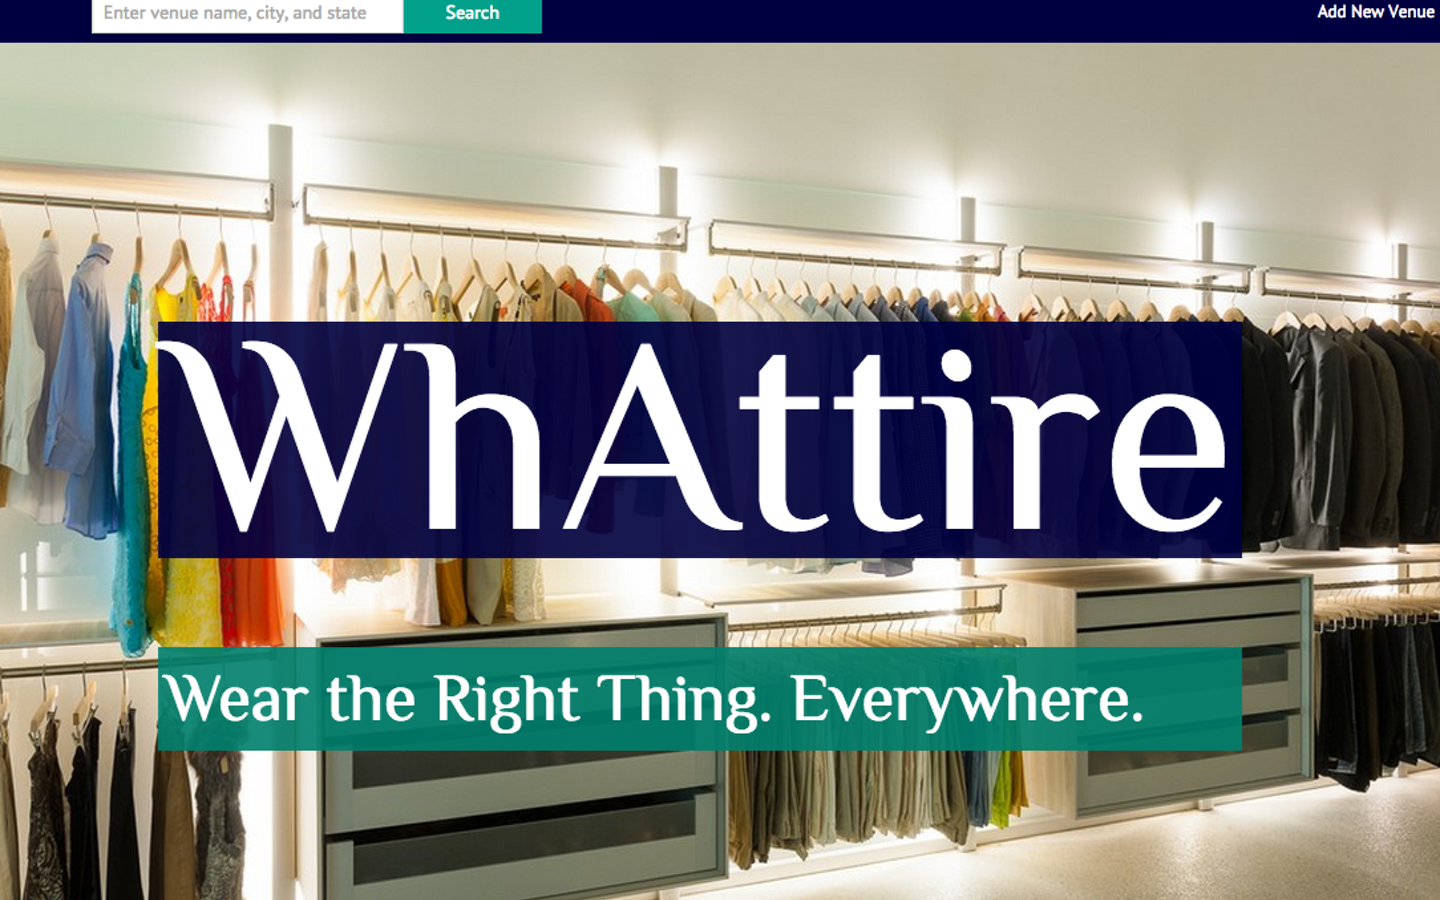 Enter venue name, city, and state
Search
Add New Venue
WhAttire
Wear the Right Thing. Everywhere.